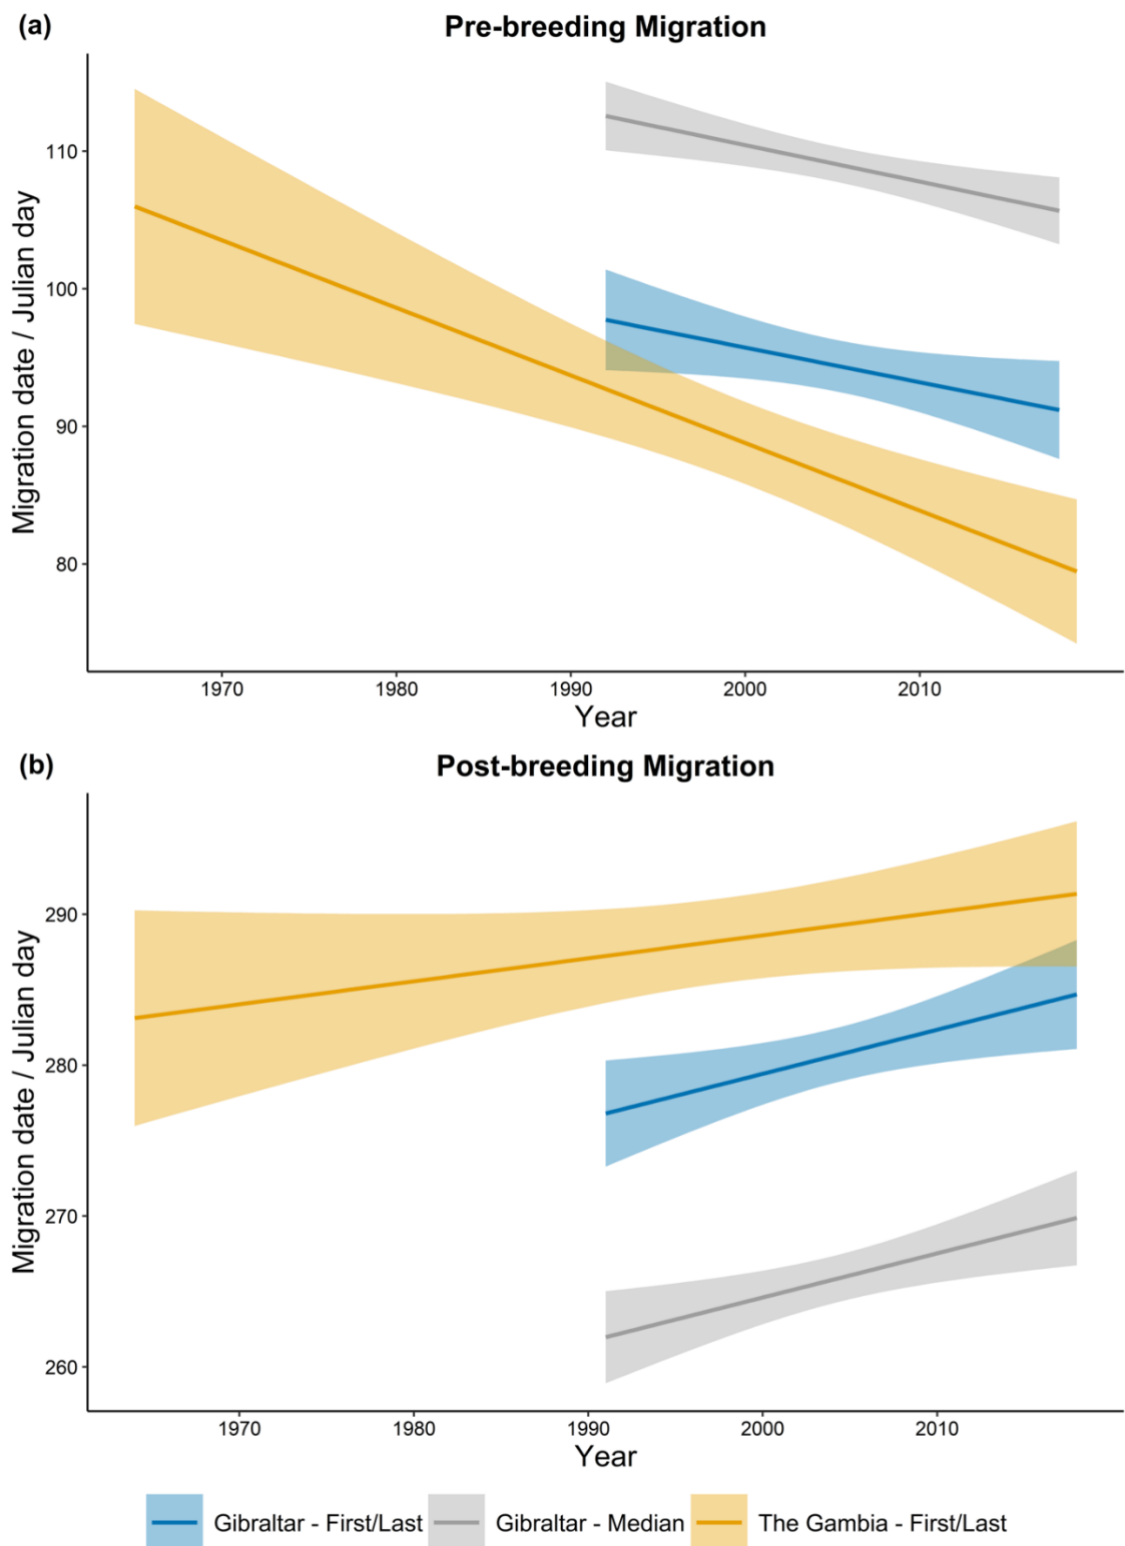 (a)
Pre-breeding Migration
Migration date / Julian day
110
100
90
80
1970 1980 1990 2000 2010
Year
(b)
Post-breeding Migration
Migration date / Julian day
290
280
270
260
1970 1980 1990 2000 2010
Year
Gibraltar - First/Last Gibraltar - Median The Gambia - First/Last